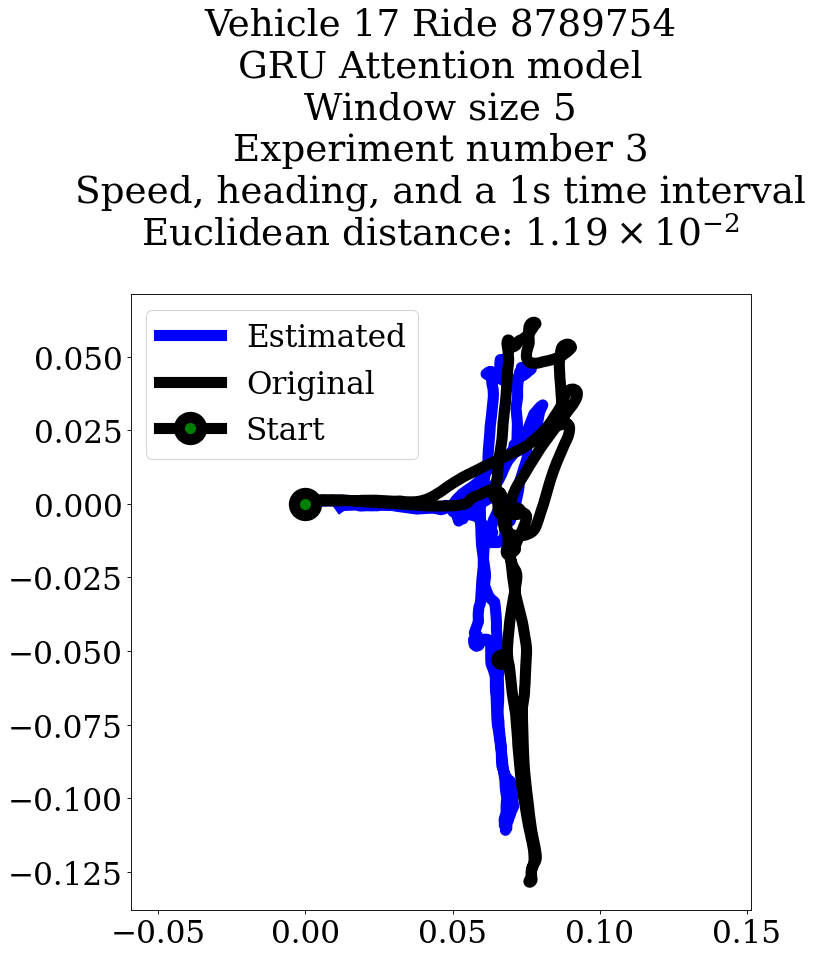 Vehicle 17 Ride 8789754
GRU Attention model
Window size 5
Experiment number 3
Speed, heading, and a 1s time interval
Euclidean distance: 1.19 × 10⁻²
Estimated
Original
Start
0.050
0.025
0.000
−0.025
−0.050
−0.075
−0.100
−0.125
−0.05 0.00 0.05 0.10 0.15